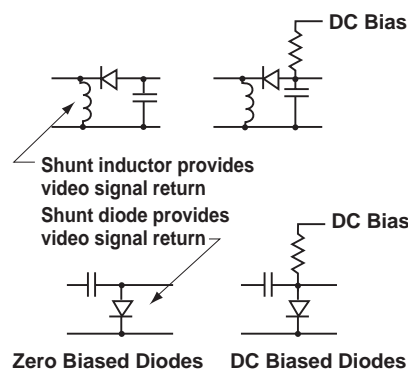 DC Bias
Shunt inductor provides
video signal return
Shunt diode provides
video signal return
DC Bias
Zero Biased Diodes
DC Biased Diodes